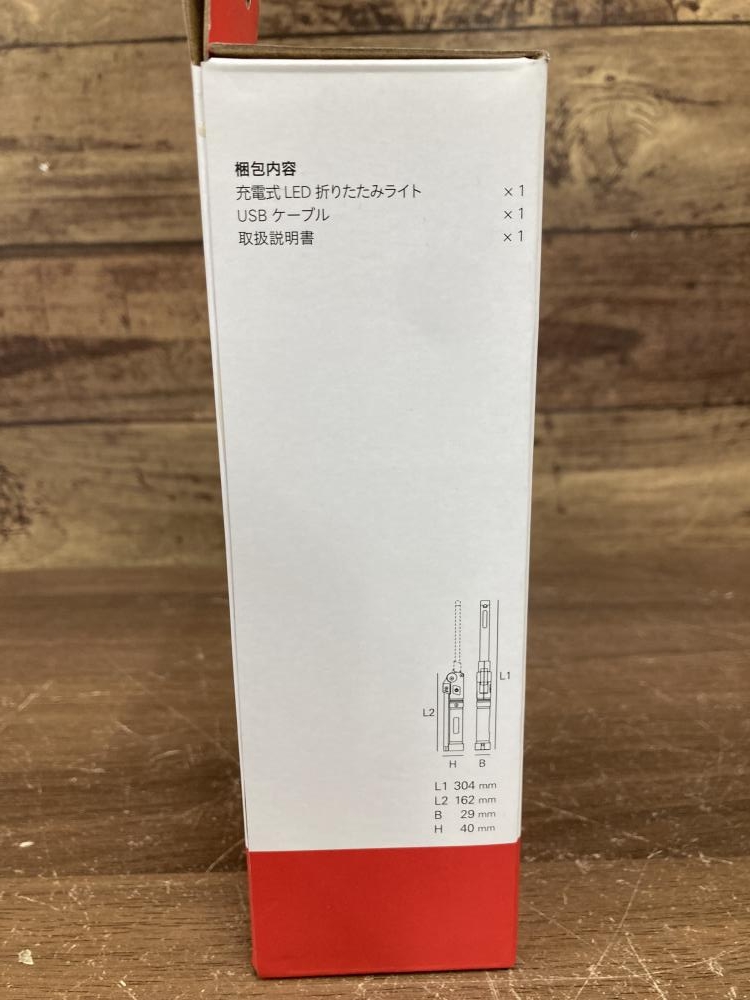 梱包内容
充電式 LED 折りたたみライト × 1
USB ケーブル × 1
取扱説明書 × 1
L1
L2
H B
L1 304 mm
L2 162 mm
B 29 mm
H 40 mm